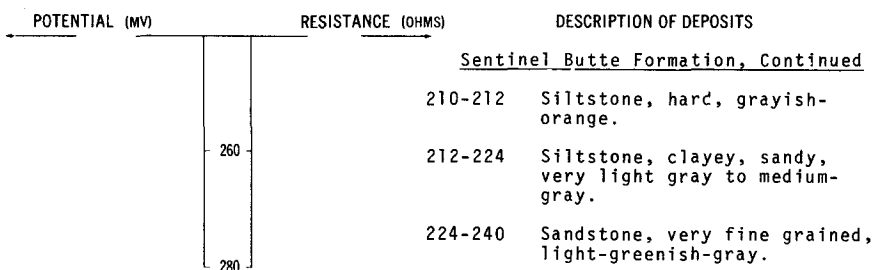 POTENTIAL (MV) RESISTANCE (OHMS) DESCRIPTION OF DEPOSITS
Sentinel Butte Formation, Continued
210-212 Siltstone, hard, grayish-
orange.
260
212-224 Siltstone, clayey, sandy,
very light gray to medium-
gray.
224-240 Sandstone, very fine grained,
light-greenish-gray.
280